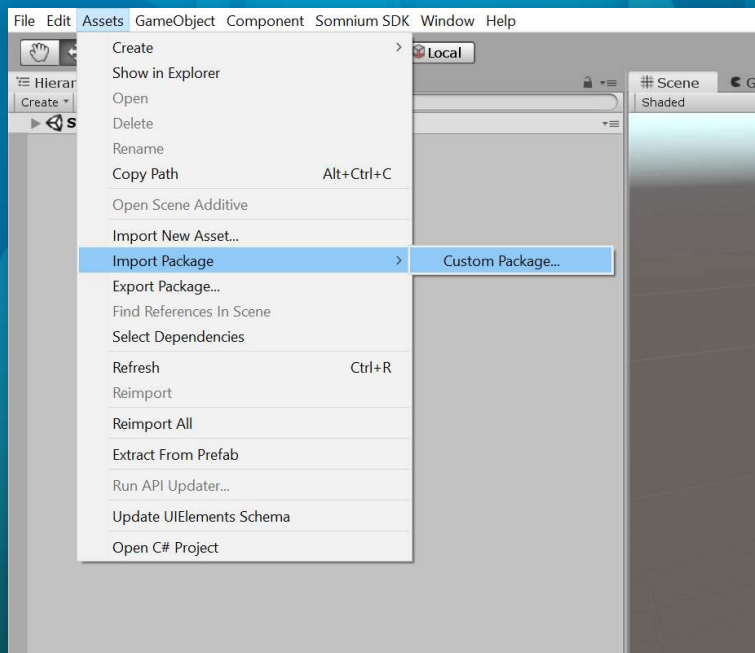 File Edit Assets GameObject Component Somnium SDK Window Help
Local
Hierar
Scene
G
Create
Shaded
S
Create
Show in Explorer
Open
Delete
Rename
Copy Path Alt+Ctrl+C
Open Scene Additive
Import New Asset...
Import Package
Custom Package...
Export Package...
Find References In Scene
Select Dependencies
Refresh Ctrl+R
Reimport
Reimport All
Extract From Prefab
Run API Updater...
Update UIElements Schema
Open C# Project